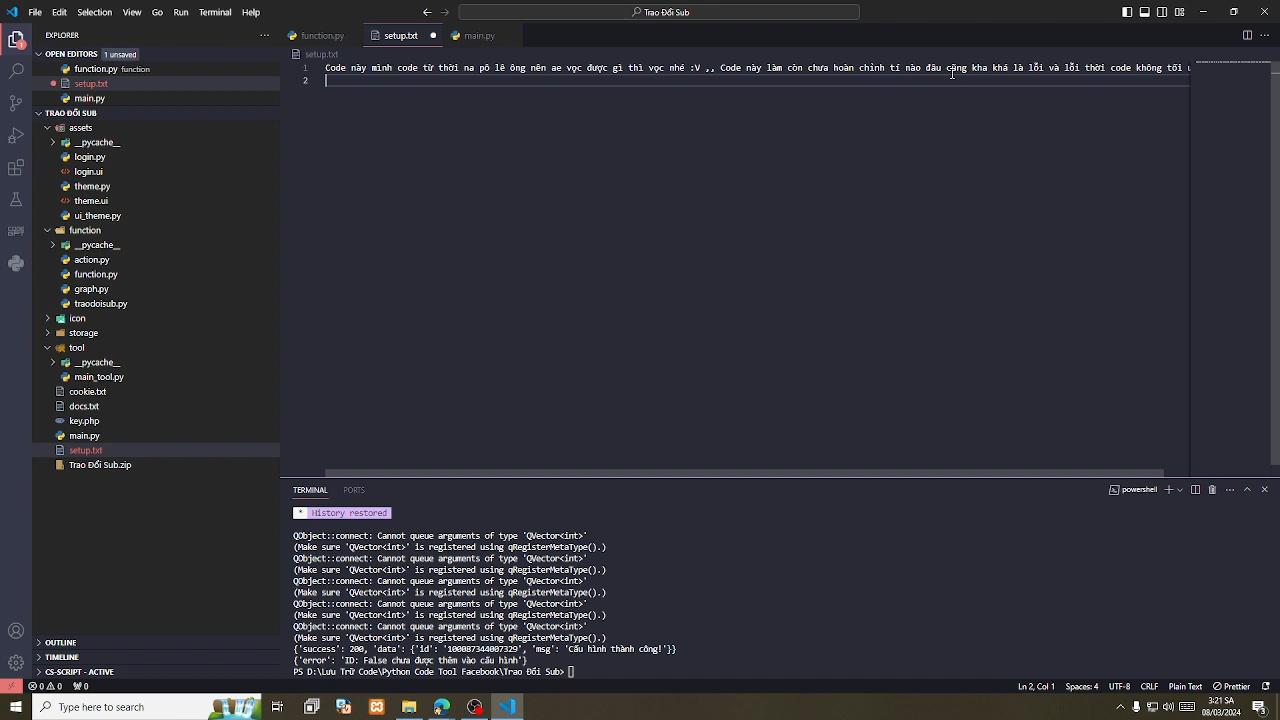 File Edit Selection View Go Run Terminal Help
Trao Đổi Sub
EXPLORER
OPEN EDITORS 1 unsaved
function.py function
setup.txt
main.py
TRAO ĐỔI SUB
assets
__pycache__
login.py
login.ui
theme.py
theme.ui
ui_theme.py
function
__pycache__
action.py
function.py
graph.py
traodoisub.py
icon
storage
tool
__pycache__
main_tool.py
cookie.txt
docs.txt
key.php
main.py
setup.txt
Trao Đổi Sub.zip
OUTLINE
TIMELINE
CS-SCRIPT - ACTIVE
function.py setup.txt main.py
setup.txt
1 Code này mình code từ thời na pô lê ông nên ae vọc được gì thì vọc nhé :V ,, Code này làm còn chưa hoàn chỉnh tí nào đâu cộng kha khá là lỗi và lỗi thời code không tối ư
2
TERMINAL PORTS
powershell
* History restored
QObject::connect: Cannot queue arguments of type 'QVector<int>'
(Make sure 'QVector<int>' is registered using qRegisterMetaType().)
QObject::connect: Cannot queue arguments of type 'QVector<int>'
(Make sure 'QVector<int>' is registered using qRegisterMetaType().)
QObject::connect: Cannot queue arguments of type 'QVector<int>'
(Make sure 'QVector<int>' is registered using qRegisterMetaType().)
QObject::connect: Cannot queue arguments of type 'QVector<int>'
(Make sure 'QVector<int>' is registered using qRegisterMetaType().)
QObject::connect: Cannot queue arguments of type 'QVector<int>'
(Make sure 'QVector<int>' is registered using qRegisterMetaType().)
{'success': 200, 'data': {'id': '100087344007329', 'msg': 'Cấu hình thành công!'}}
{'error': 'ID: False chưa được thêm vào cấu hình'}
PS D:\Lưu Trữ Code\Python Code Tool Facebook\Trao Đổi Sub>
0 0 0 Ln 2, Col 1 Spaces: 4 UTF-8 CRLF Plain Text Prettier
Type here to search
3:21 SA
08/03/2024